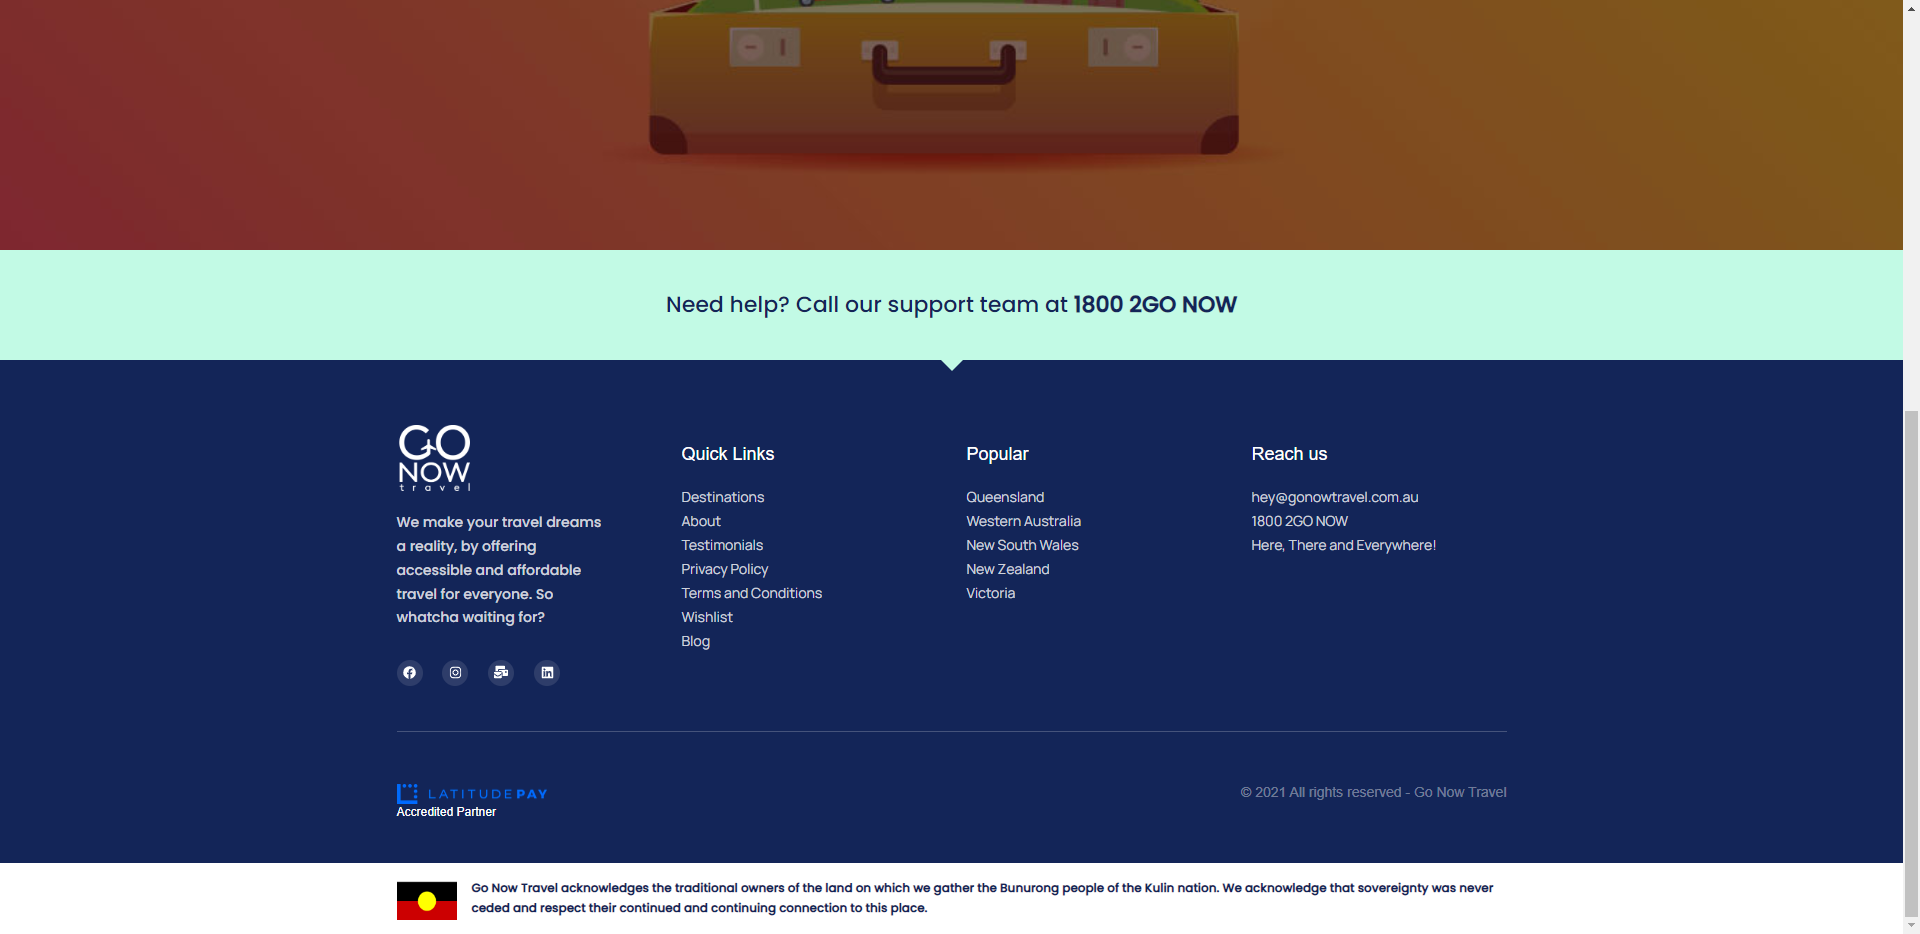 Need help? Call our support team at 1800 2GO NOW
GO
NOW
travel
We make your travel dreams
a reality, by offering
accessible and affordable
travel for everyone. So
whatcha waiting for?
Quick Links
Destinations
About
Testimonials
Privacy Policy
Terms and Conditions
Wishlist
Blog
Popular
Queensland
Western Australia
New South Wales
New Zealand
Victoria
Reach us
hey@gonowtravel.com.au
1800 2GO NOW
Here, There and Everywhere!
LATITUDEPAY
Accredited Partner
© 2021 All rights reserved - Go Now Travel
Go Now Travel acknowledges the traditional owners of the land on which we gather the Bunurong people of the Kulin nation. We acknowledge that sovereignty was never
ceded and respect their continued and continuing connection to this place.